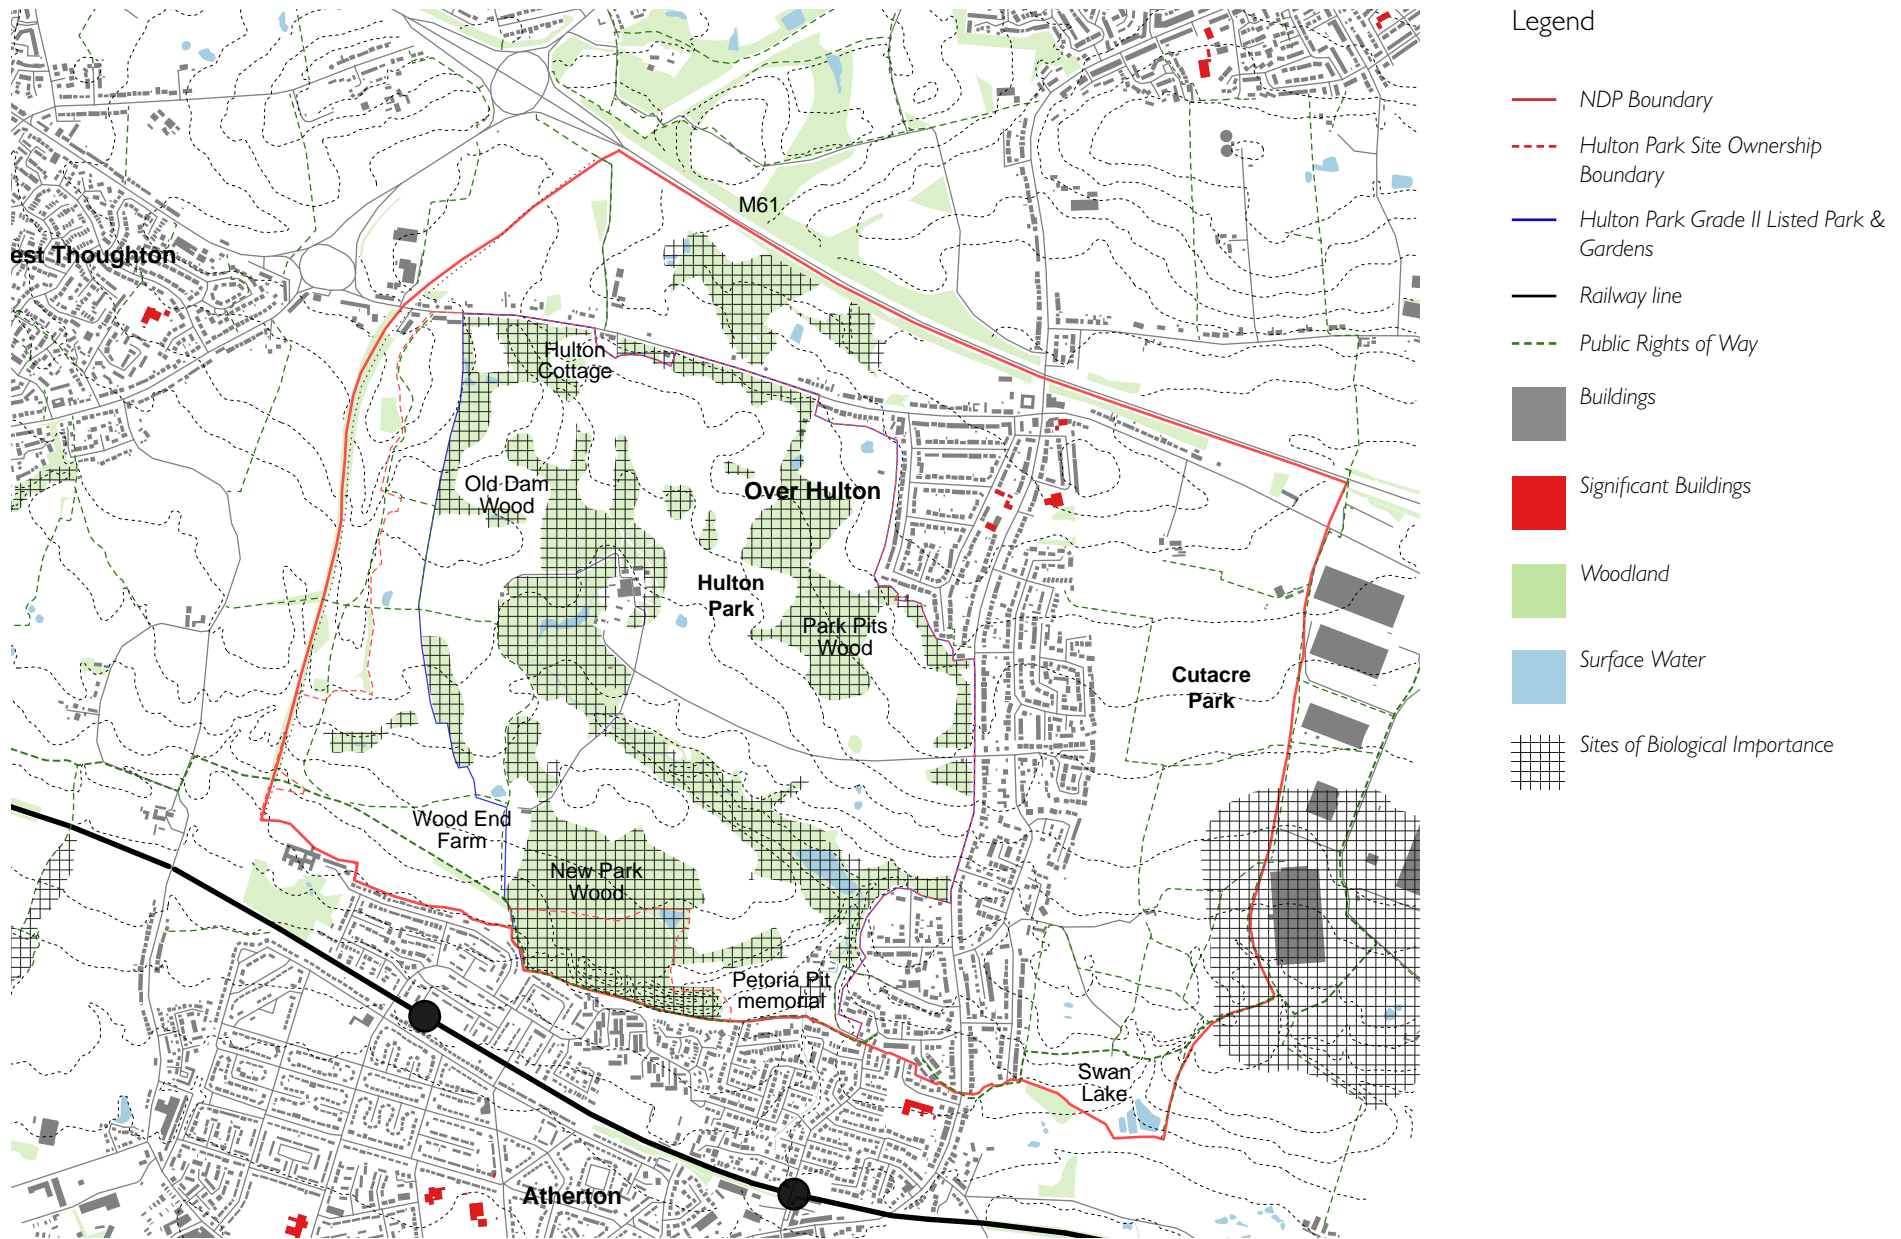 Legend
NDP Boundary
Hulton Park Site Ownership
Boundary
Hulton Park Grade II Listed Park &
Gardens
Railway line
Public Rights of Way
Buildings
Significant Buildings
Woodland
Surface Water
Sites of Biological Importance
M61
est Thoughton
Hulton
Cottage
Old Dam
Wood
Over Hulton
Hulton
Park
Park Pits
Wood
Cutacre
Park
Wood End
Farm
New Park
Wood
Petoria Pit
memorial
Swan
Lake
Atherton